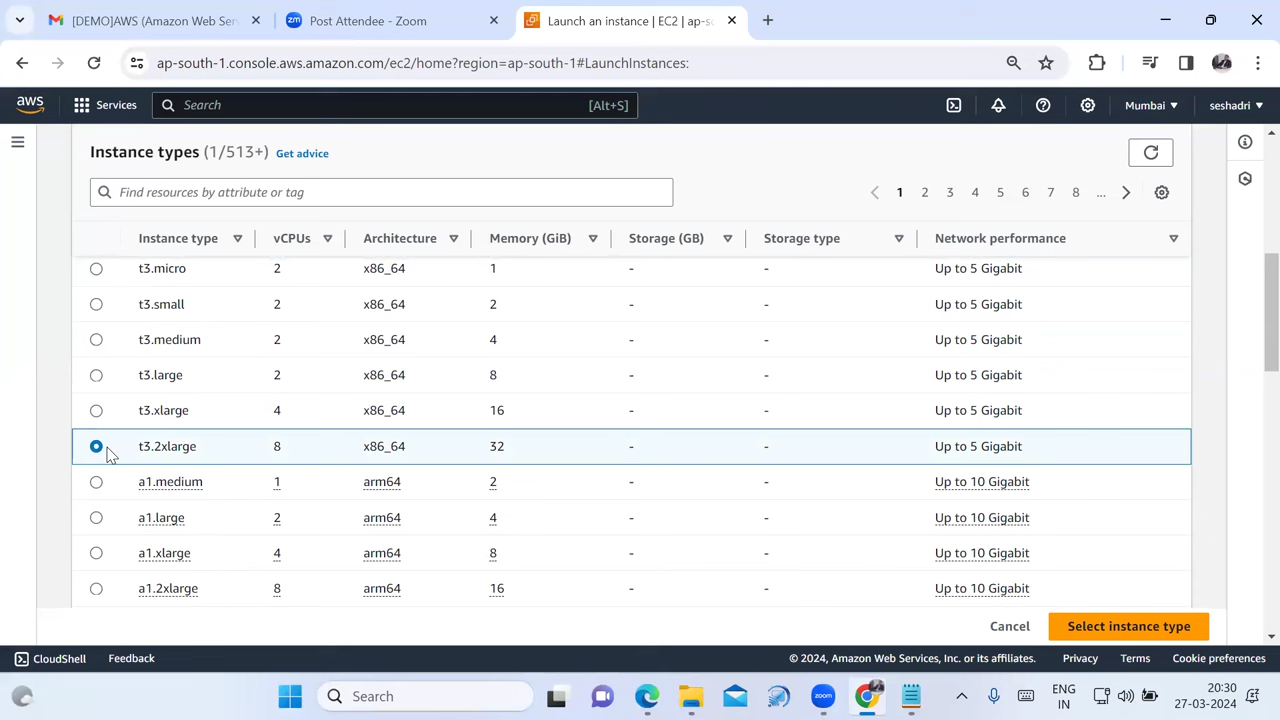 [DEMO]AWS (Amazon Web Serv
Post Attendee - Zoom
Launch an instance | EC2 | ap-so
ap-south-1.console.aws.amazon.com/ec2/home?region=ap-south-1#LaunchInstances:
aws Services Search [Alt+S] Mumbai seshadri
Instance types (1/513+) Get advice
Find resources by attribute or tag 1 2 3 4 5 6 7 8 ...
Instance type vCPUs Architecture Memory (GiB) Storage (GB) Storage type Network performance
t3.micro 2 x86_64 1 - - Up to 5 Gigabit
t3.small 2 x86_64 2 - - Up to 5 Gigabit
t3.medium 2 x86_64 4 - - Up to 5 Gigabit
t3.large 2 x86_64 8 - - Up to 5 Gigabit
t3.xlarge 4 x86_64 16 - - Up to 5 Gigabit
t3.2xlarge 8 x86_64 32 - - Up to 5 Gigabit
a1.medium 1 arm64 2 - - Up to 10 Gigabit
a1.large 2 arm64 4 - - Up to 10 Gigabit
a1.xlarge 4 arm64 8 - - Up to 10 Gigabit
a1.2xlarge 8 arm64 16 - - Up to 10 Gigabit
Cancel Select instance type
CloudShell Feedback © 2024, Amazon Web Services, Inc. or its affiliates. Privacy Terms Cookie preferences
Search zoom ENG 20:30
IN 27-03-2024